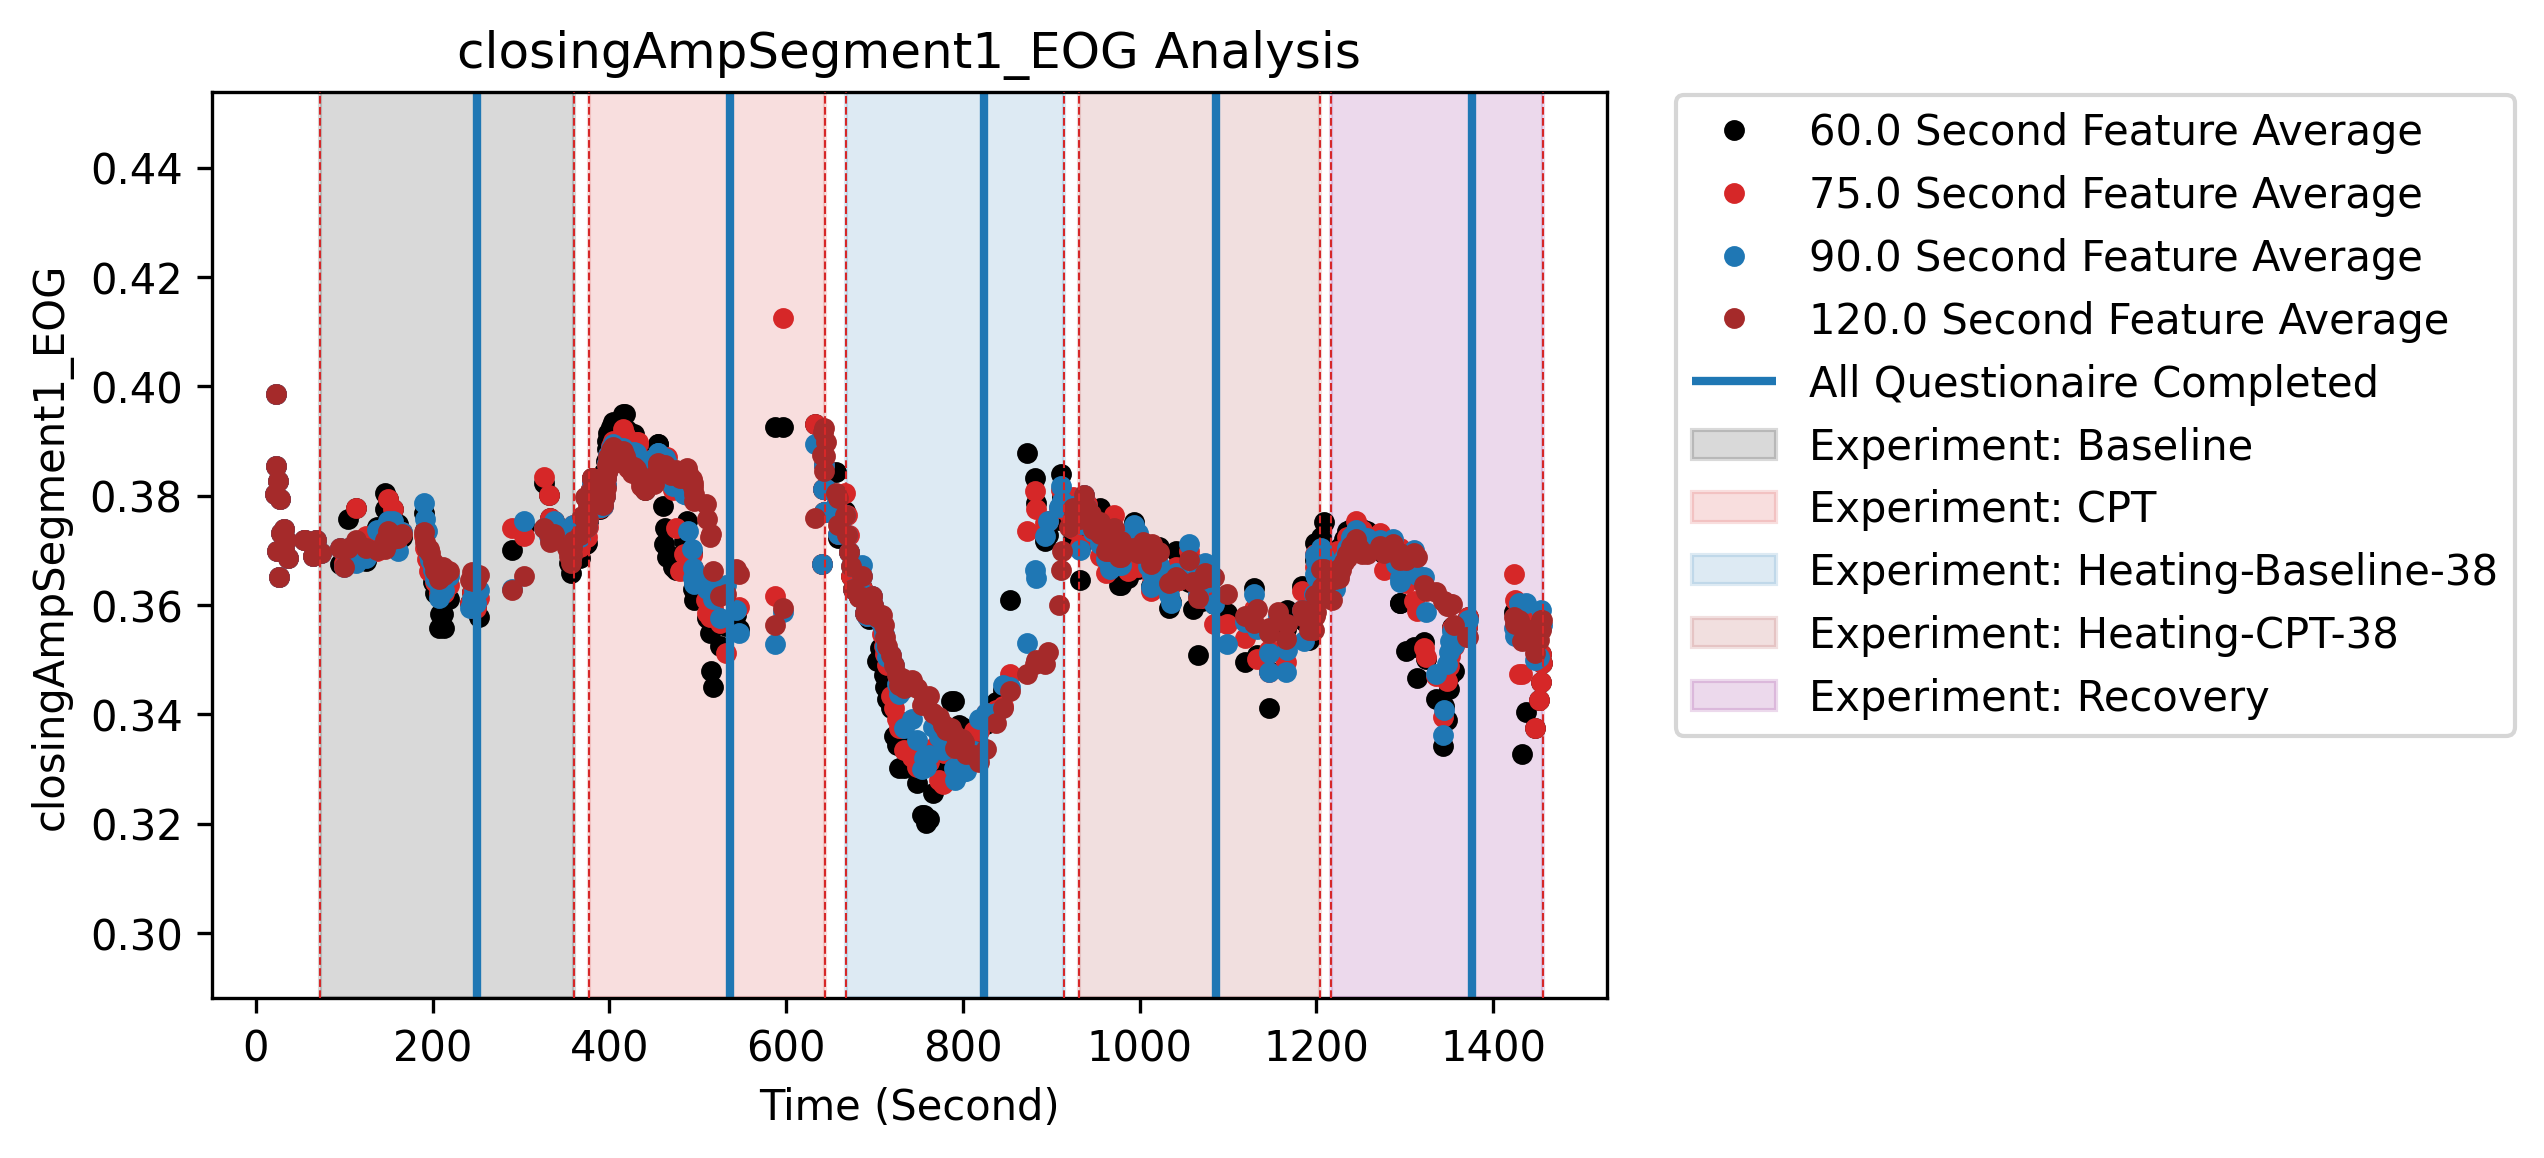 closingAmpSegment1_EOG Analysis
closingAmpSegment1_EOG
0.44
0.42
0.40
0.38
0.36
0.34
0.32
0.30
0
200
400
600
800
1000
1200
1400
Time (Second)
60.0 Second Feature Average
75.0 Second Feature Average
90.0 Second Feature Average
120.0 Second Feature Average
All Questionaire Completed
Experiment: Baseline
Experiment: CPT
Experiment: Heating-Baseline-38
Experiment: Heating-CPT-38
Experiment: Recovery